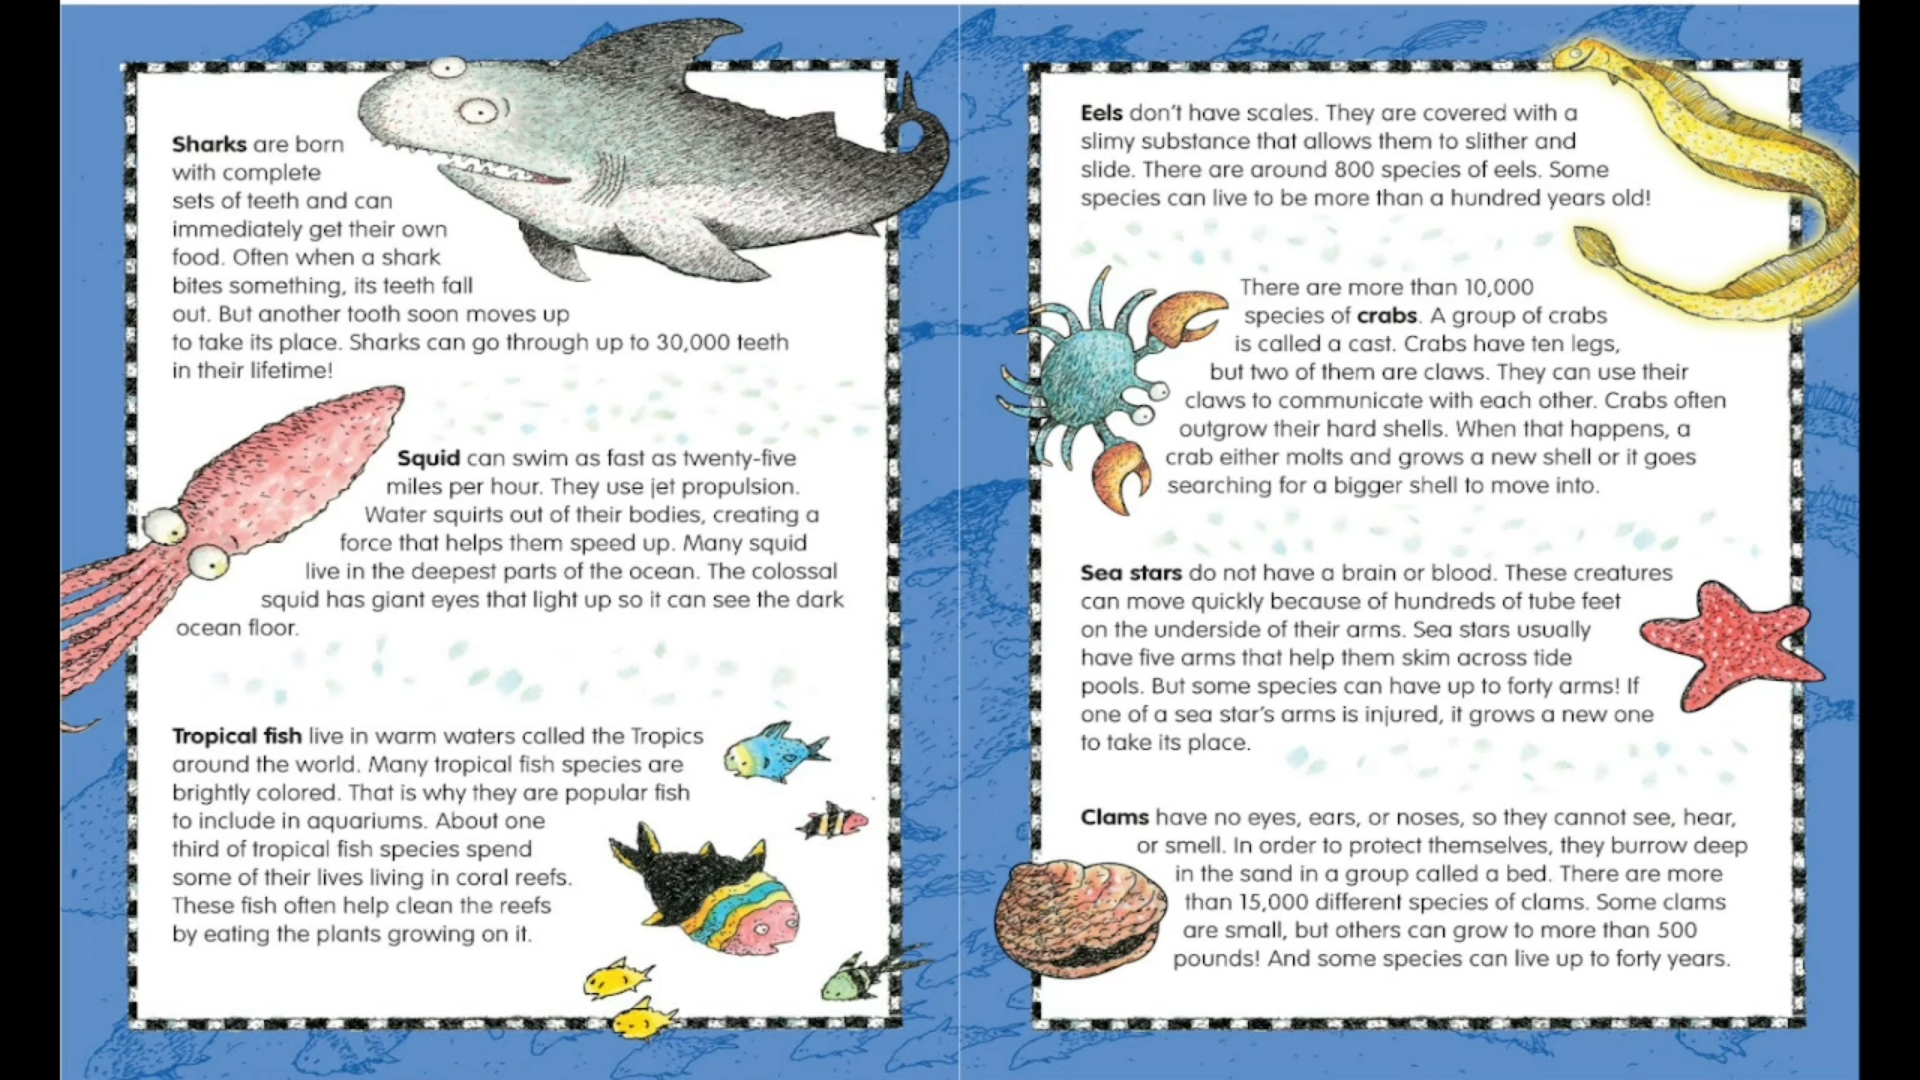 Sharks are born
with complete
sets of teeth and can
immediately get their own
food. Often when a shark
bites something, its teeth fall
out. But another tooth soon moves up
to take its place. Sharks can go through up to 30,000 teeth
in their lifetime!
Squid can swim as fast as twenty-five
miles per hour. They use jet propulsion.
Water squirts out of their bodies, creating a
force that helps them speed up. Many squid
live in the deepest parts of the ocean. The colossal
squid has giant eyes that light up so it can see the dark
ocean floor.
Tropical fish live in warm waters called the Tropics
around the world. Many tropical fish species are
brightly colored. That is why they are popular fish
to include in aquariums. About one
third of tropical fish species spend
some of their lives living in coral reefs.
These fish often help clean the reefs
by eating the plants growing on it.
Eels don't have scales. They are covered with a
slimy substance that allows them to slither and
slide. There are around 800 species of eels. Some
species can live to be more than a hundred years old!
There are more than 10,000
species of crabs. A group of crabs
is called a cast. Crabs have ten legs,
but two of them are claws. They can use their
claws to communicate with each other. Crabs often
outgrow their hard shells. When that happens, a
crab either molts and grows a new shell or it goes
searching for a bigger shell to move into.
Sea stars do not have a brain or blood. These creatures
can move quickly because of hundreds of tube feet
on the underside of their arms. Sea stars usually
have five arms that help them skim across tide
pools. But some species can have up to forty arms! If
one of a sea star's arms is injured, it grows a new one
to take its place.
Clams have no eyes, ears, or noses, so they cannot see, hear,
or smell. In order to protect themselves, they burrow deep
in the sand in a group called a bed. There are more
than 15,000 different species of clams. Some clams
are small, but others can grow to more than 500
pounds! And some species can live up to forty years.